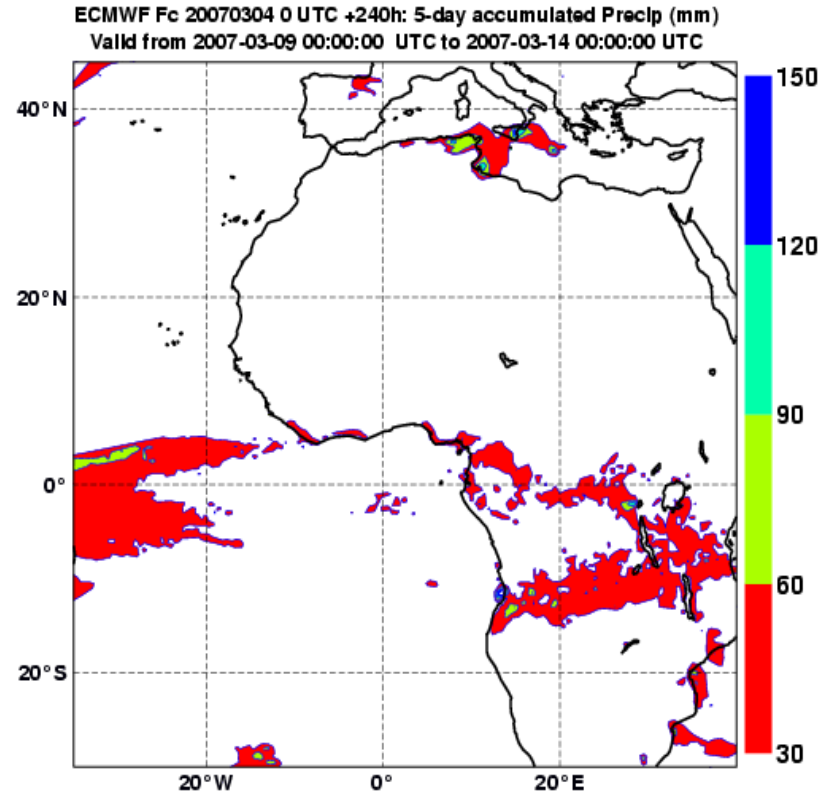 ECMWF Fc 20070304 0 UTC +240h: 5-day accumulated Precip (mm)
Valid from 2007-03-09 00:00:00 UTC to 2007-03-14 00:00:00 UTC
150
40°N
120
20°N
90
0°
60
20°S
30
20°W
0°
20°E